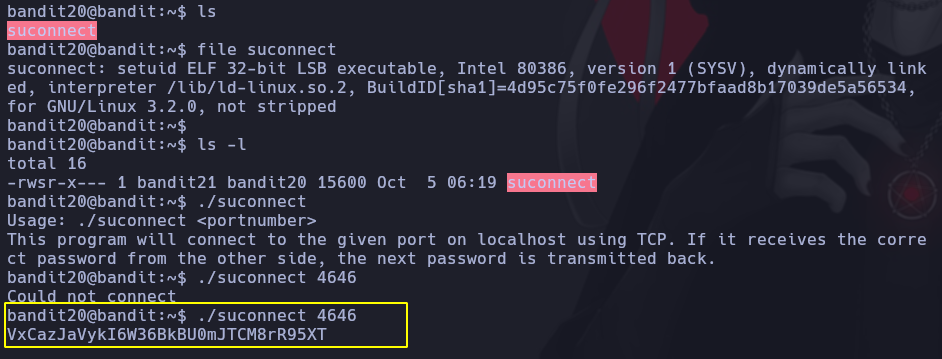 bandit20@bandit:~$ ls
suconnect
bandit20@bandit:~$ file suconnect
suconnect: setuid ELF 32-bit LSB executable, Intel 80386, version 1 (SYSV), dynamically link
ed, interpreter /lib/ld-linux.so.2, BuildID[sha1]=4d95c75f0fe296f2477bfaad8b17039de5a56534,
for GNU/Linux 3.2.0, not stripped
bandit20@bandit:~$
bandit20@bandit:~$ ls -l
total 16
-rwsr-x--- 1 bandit21 bandit20 15600 Oct  5 06:19 suconnect
bandit20@bandit:~$ ./suconnect
Usage: ./suconnect <portnumber>
This program will connect to the given port on localhost using TCP. If it receives the corre
ct password from the other side, the next password is transmitted back.
bandit20@bandit:~$ ./suconnect 4646
Could not connect
bandit20@bandit:~$ ./suconnect 4646
VxCazJaVykI6W36BkBU0mJTCM8rR95XT